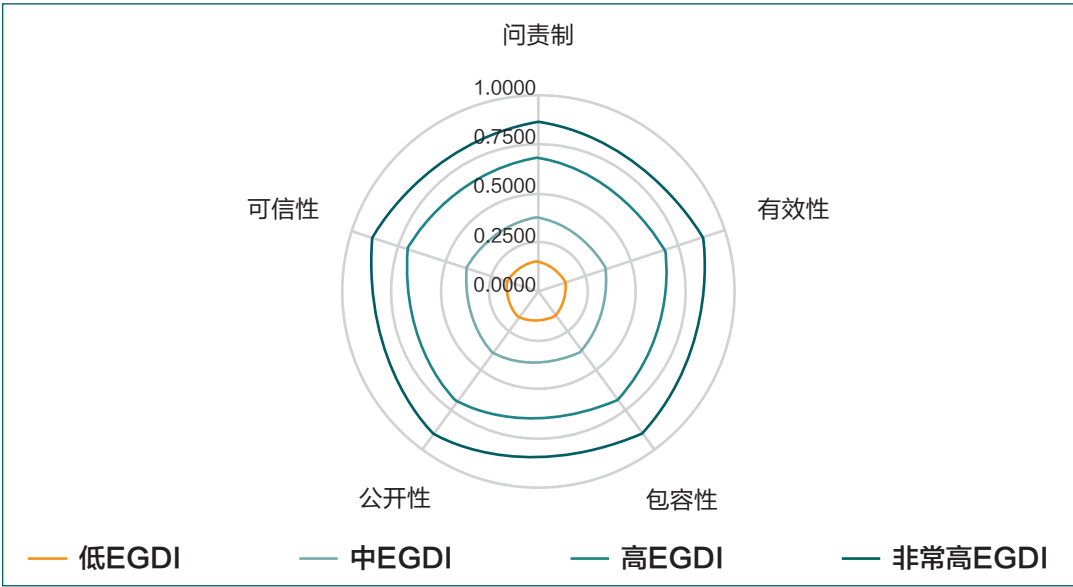 问责制
1.0000
0.7500
0.5000
0.2500
0.0000
可信性
有效性
公开性
包容性
低EGDI
中EGDI
高EGDI
非常高EGDI